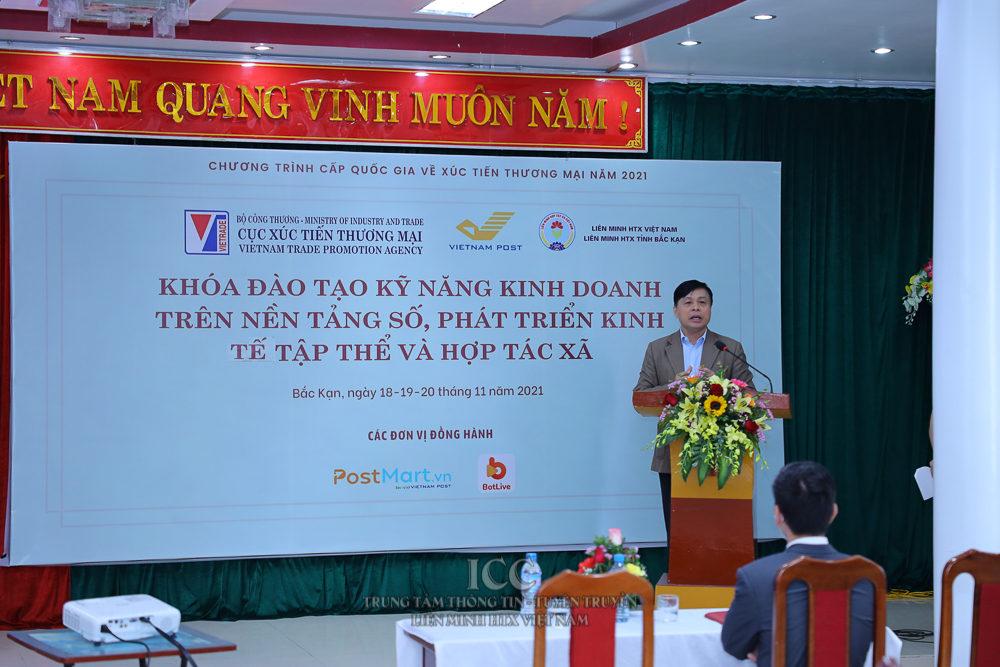 ỆT NAM QUANG VINH MUÔN NĂM !
CHƯƠNG TRÌNH CẤP QUỐC GIA VỀ XÚC TIẾN THƯƠNG MẠI NĂM 2021
VIETRADE
BỘ CÔNG THƯƠNG - MINISTRY OF INDUSTRY AND TRADE
CỤC XÚC TIẾN THƯƠNG MẠI
VIETNAM TRADE PROMOTION AGENCY
VIETNAM POST
LIÊN MINH HTX VIỆT NAM
LIÊN MINH HTX TỈNH BẮC KẠN
KHÓA ĐÀO TẠO KỸ NĂNG KINH DOANH
TRÊN NỀN TẢNG SỐ, PHÁT TRIỂN KINH
TẾ TẬP THỂ VÀ HỢP TÁC XÃ
Bắc Kạn, ngày 18-19-20 tháng 11 năm 2021
CÁC ĐƠN VỊ ĐỒNG HÀNH
PostMart.vn
VIETNAM POST
BotLive
ICC
TRUNG TÂM THÔNG TIN - TUYÊN TRUYỀN
LIÊN MINH HTX VIỆT NAM